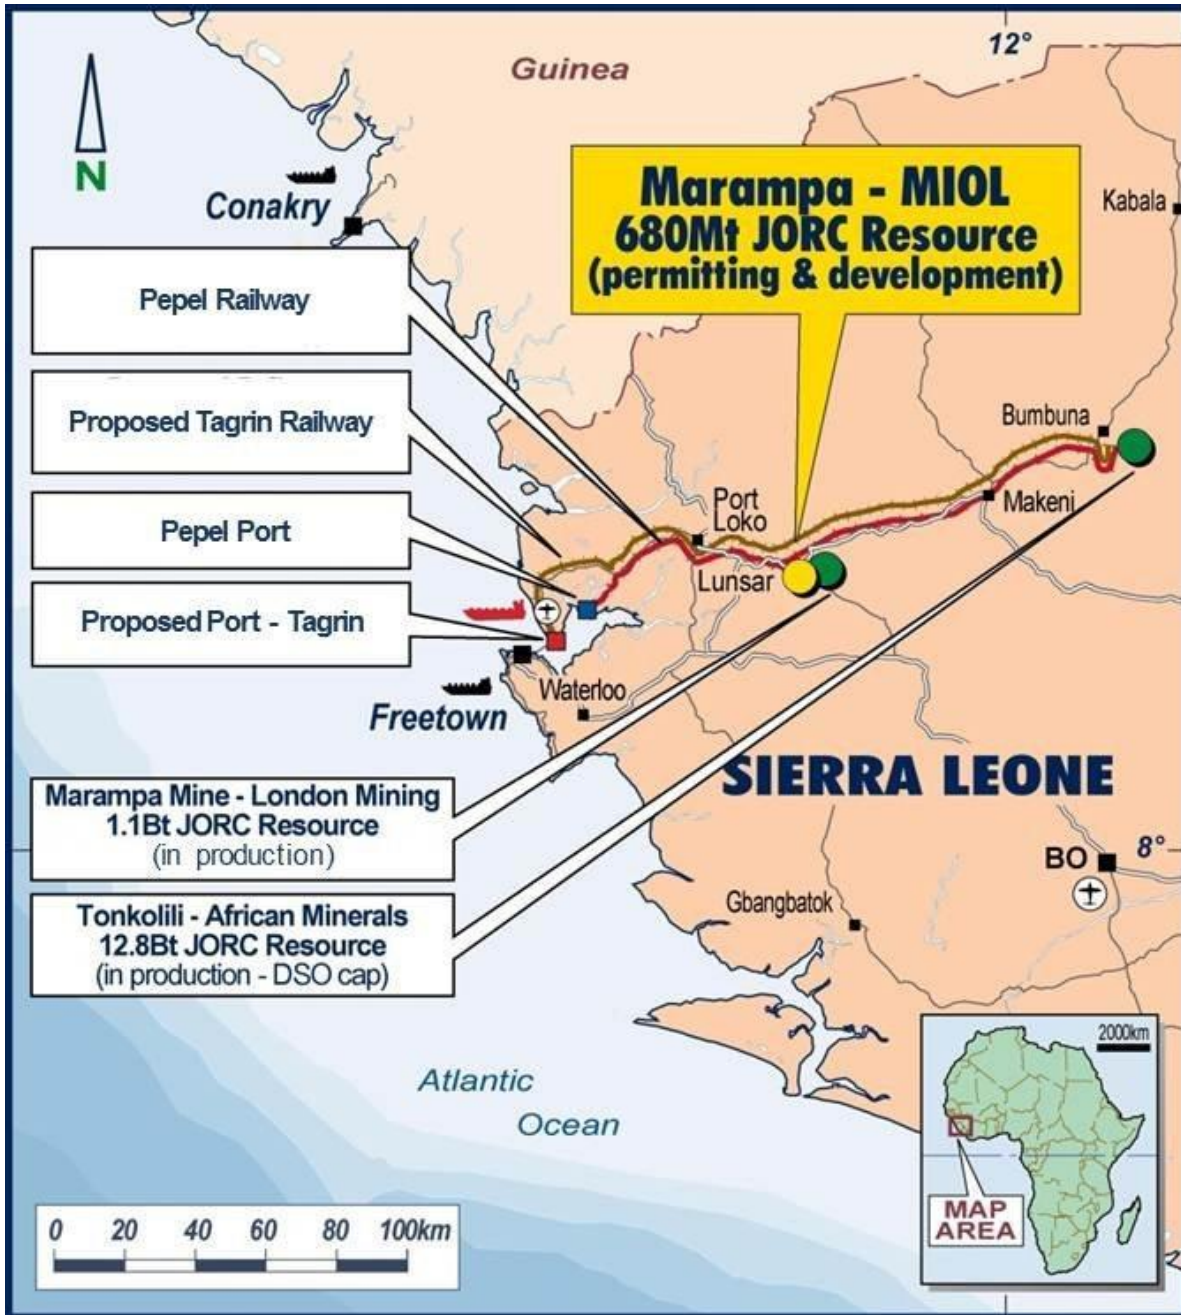 12°
Guinea
N
Conakry
Marampa - MIOL
680Mt JORC Resource
(permitting & development)
Kabala
Pepel Railway
Proposed Tagrin Railway
Pepel Port
Proposed Port - Tagrin
Bumbuna
Port
Loko
Makeni
Lunsar
Waterloo
Freetown
SIERRA LEONE
Marampa Mine - London Mining
1.1Bt JORC Resource
(in production)
BO
8°
Tonkolili - African Minerals
12.8Bt JORC Resource
(in production - DSO cap)
Gbangbatok
Atlantic
Ocean
2000km
MAP
AREA
0 20 40 60 80 100km